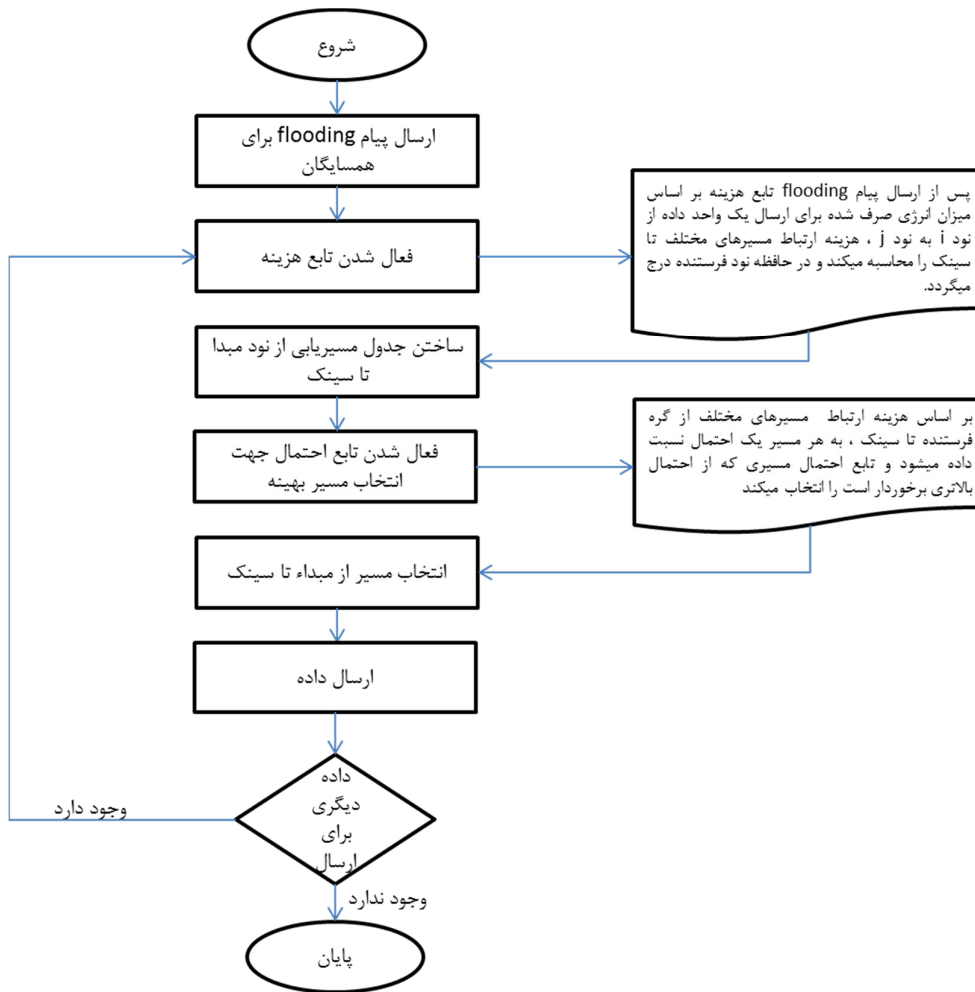 شروع
ارسال پیام flooding برای
همسایگان
فعال شدن تابع هزینه
پس از ارسال پیام flooding تابع هزینه بر اساس
میزان انرژی صرف شده برای ارسال یک واحد داده از
نود i به نود j ، هزینه ارتباط مسیرهای مختلف تا
سینک را محاسبه میکند و در حافظه نود فرستنده درج
میگردد.
ساختن جدول مسیریابی از نود مبدا
تا سینک
فعال شدن تابع احتمال جهت
انتخاب مسیر بهینه
بر اساس هزینه ارتباط مسیرهای مختلف از گره
فرستنده تا سینک ، به هر مسیر یک احتمال نسبت
داده میشود و تابع احتمال مسیری که از احتمال
بالاتری برخوردار است را انتخاب میکند
انتخاب مسیر از مبداء تا سینک
ارسال داده
داده
دیگری
برای
ارسال
وجود دارد
وجود ندارد
پایان